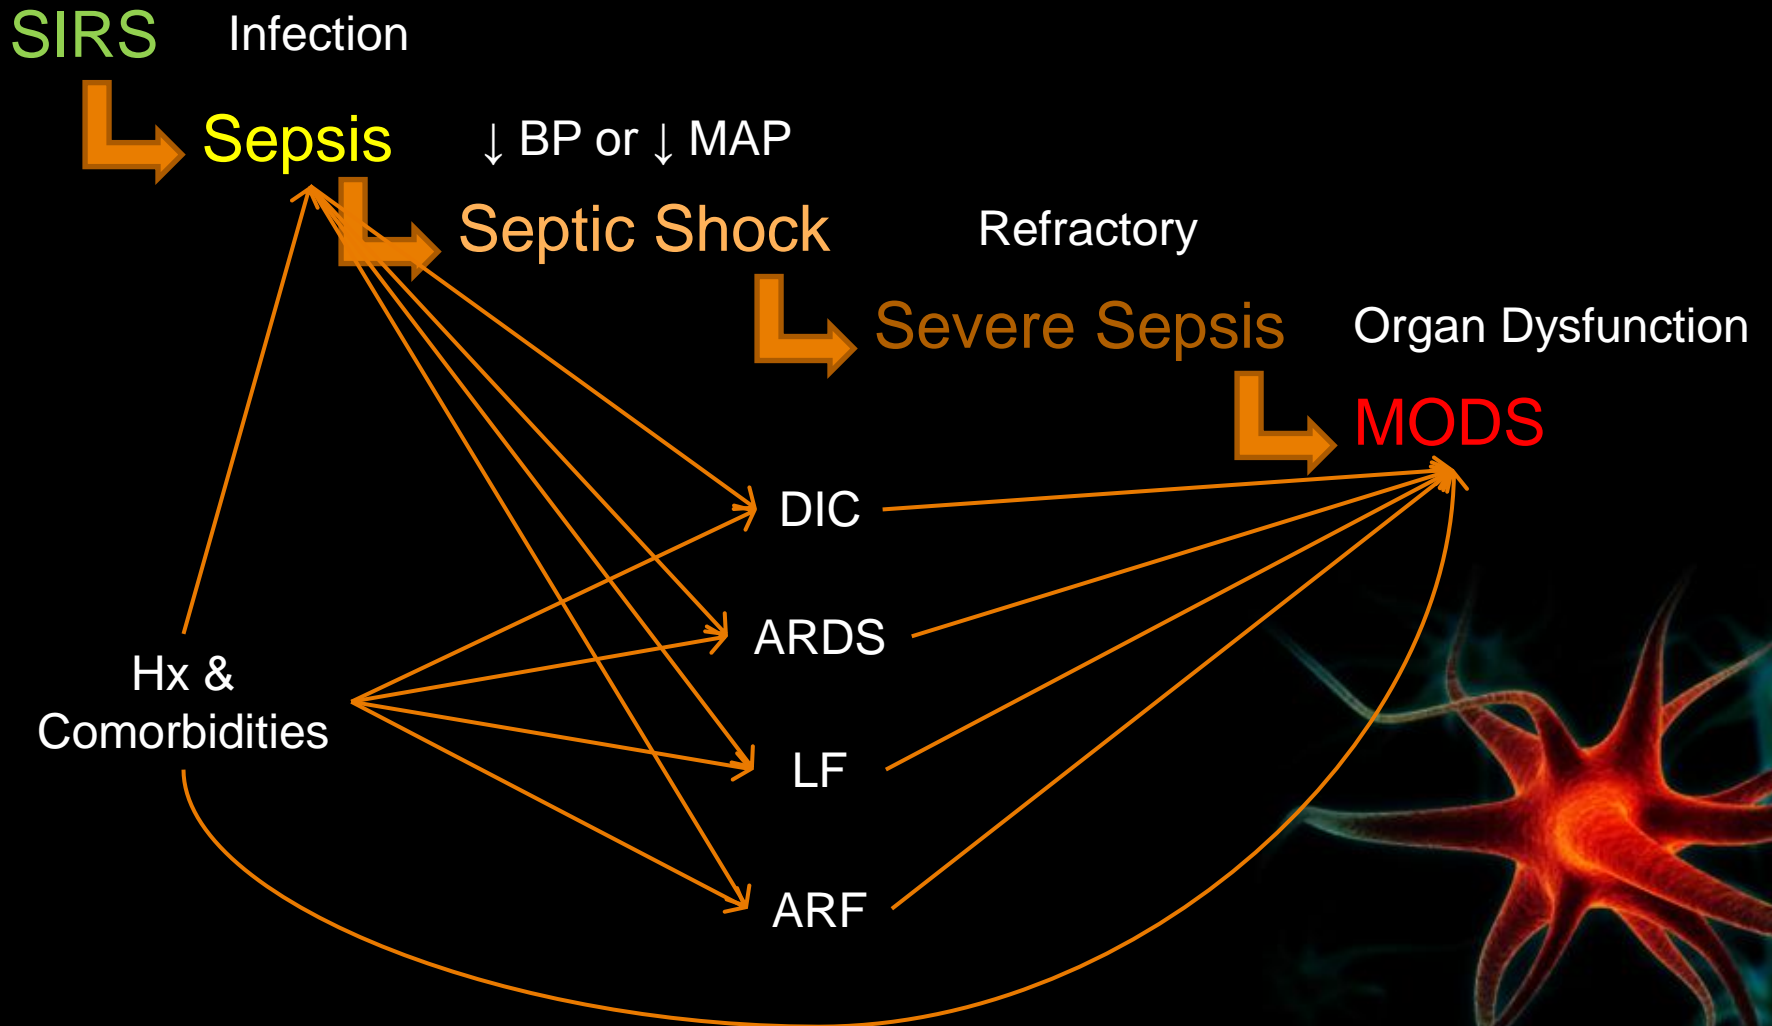 SIRS
Infection
Sepsis
↓ BP or ↓ MAP
Septic Shock
Refractory
Severe Sepsis
Organ Dysfunction
MODS
DIC
ARDS
Hx &
Comorbidities
LF
ARF